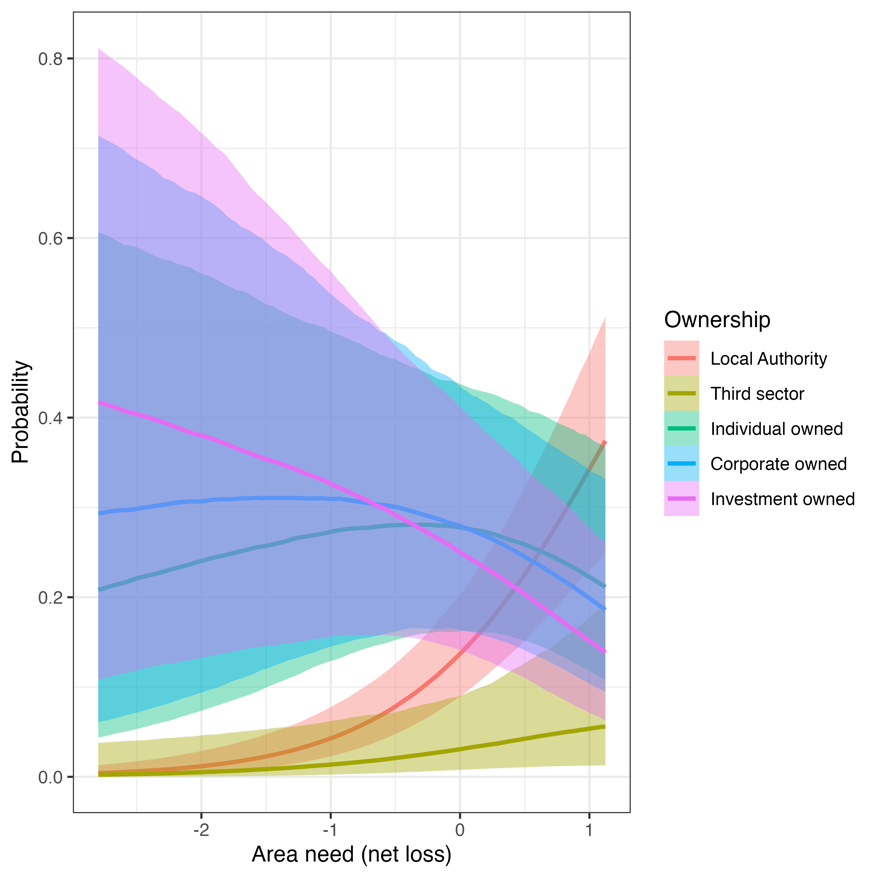 0.8
0.6
0.4
0.2
0.0
Probability
-2
-1
0
1
Area need (net loss)
Ownership
Local Authority
Third sector
Individual owned
Corporate owned
Investment owned